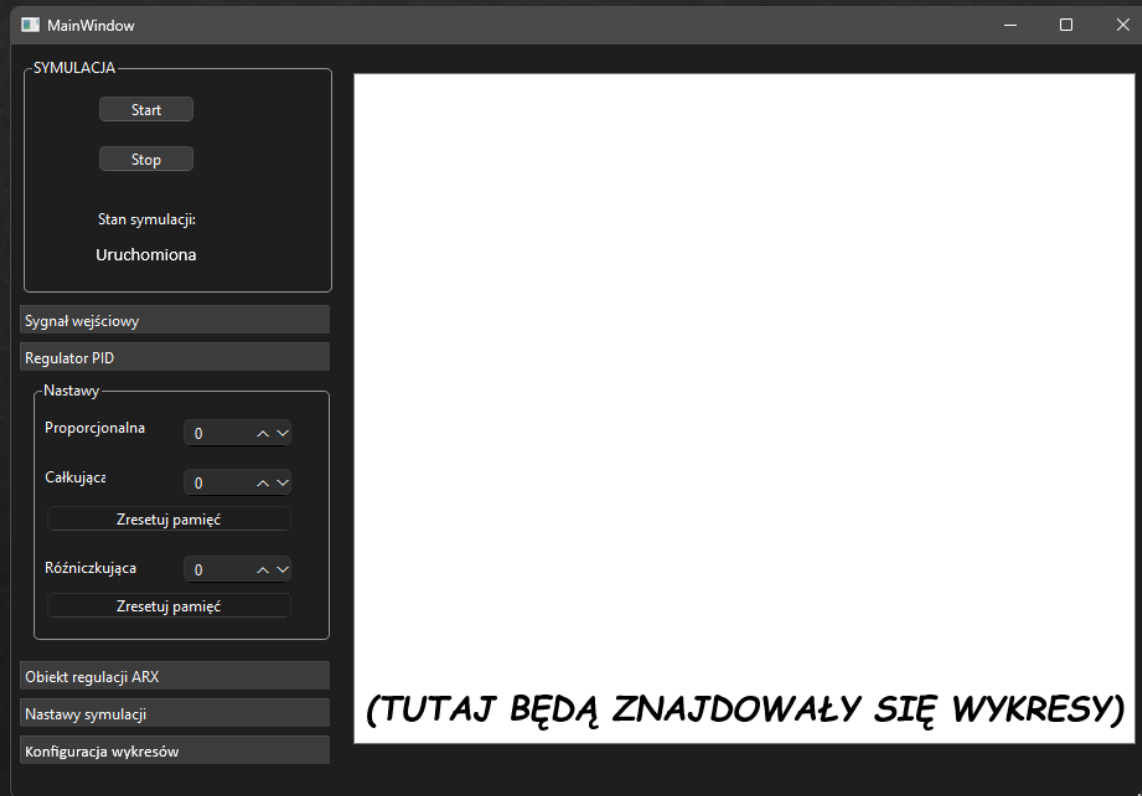 MainWindow
SYMULACJA
Start
Stop
Stan symulacji:
Uruchomiona
Sygnał wejściowy
Regulator PID
Nastawy
Proporcjonalna 0
Całkująca 0
Zresetuj pamięć
Różniczkująca 0
Zresetuj pamięć
Obiekt regulacji ARX
Nastawy symulacji
Konfiguracja wykresów
(TUTAJ BĘDĄ ZNAJDOWAŁY SIĘ WYKRESY)